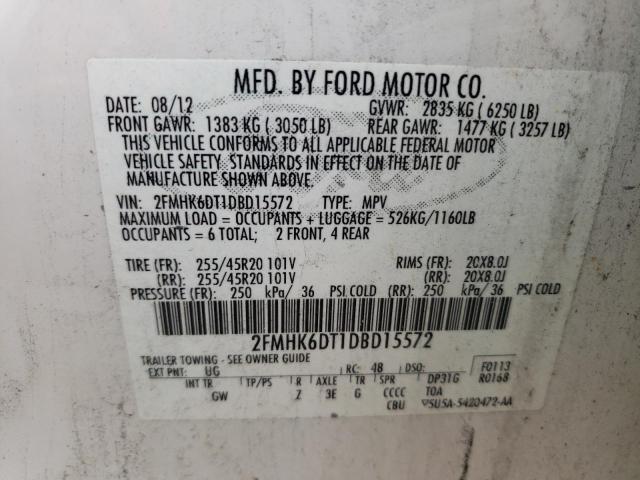 MFD. BY FORD MOTOR CO.
DATE: 08/12 GVWR: 2835 KG ( 6250 LB)
FRONT GAWR: 1383 KG ( 3050 LB) REAR GAWR: 1477 KG ( 3257 LB)
THIS VEHICLE CONFORMS TO ALL APPLICABLE FEDERAL MOTOR
VEHICLE SAFETY STANDARDS IN EFFECT ON THE DATE OF
MANUFACTURE SHOWN ABOVE.
VIN: 2FMHK6DT1DBD15572 TYPE: MPV
MAXIMUM LOAD = OCCUPANTS + LUGGAGE = 526KG/1160LB
OCCUPANTS = 6 TOTAL; 2 FRONT, 4 REAR
TIRE (FR): 255/45R20 101V RIMS (FR): 20X8.0J
(RR): 255/45R20 101V (RR): 20X8.0J
PRESSURE (FR): 250 kPa/ 36 PSI COLD (RR): 250 kPa/ 36 PSI COLD
2FMHK6DT1DBD15572
TRAILER TOWING - SEE OWNER GUIDE
EXT PNT: UG RC: 48 DSO: F0113
INT TR TP/PS R AXLE TR SPR DP31G R0168
GW Z 3E G CCCC TOA
CBU 5U5A-5420472-AA